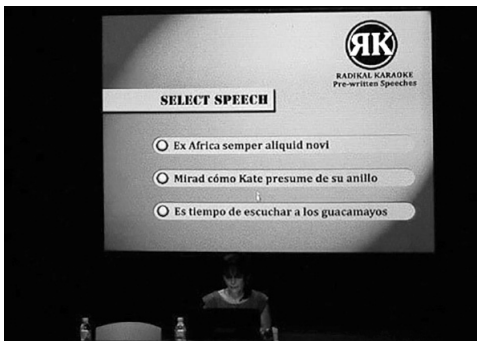 RK
RADIKAL KARAOKE
Pre-written Speeches
SELECT SPEECH
Ex Africa semper aliquid novi
Mirad cómo Kate presume de su anillo
Es tiempo de escuchar a los guacamayos